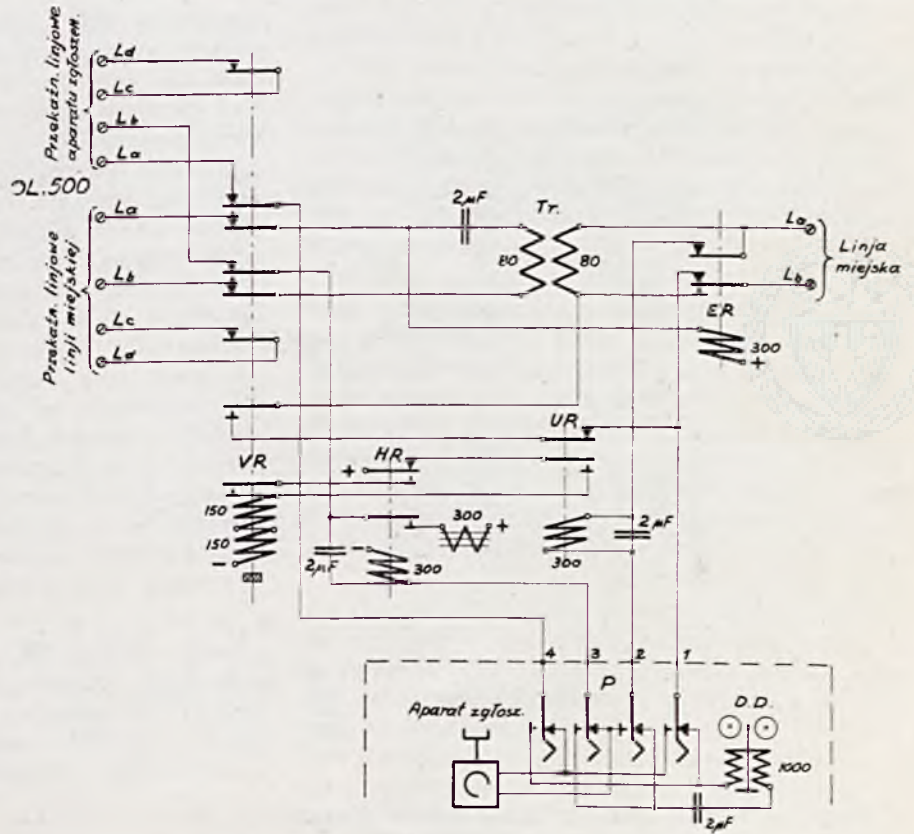 Przekaźn. linjowe
aparatu zgłoszen.
Ld
Lc
Lb
La
OL.500
Przekaźn. linjowe
linji miejskiej
La
Lb
Lc
Ld
2µF
Tr.
80
80
La
Lb
Linja
miejska
ER
300
+
UR
VR
HR
+
+
+
+
150
150
-
300
+
2µF
-
300
300
2µF
4
3
2
1
P
Aparat zgłosz.
D.D.
1000
2µF